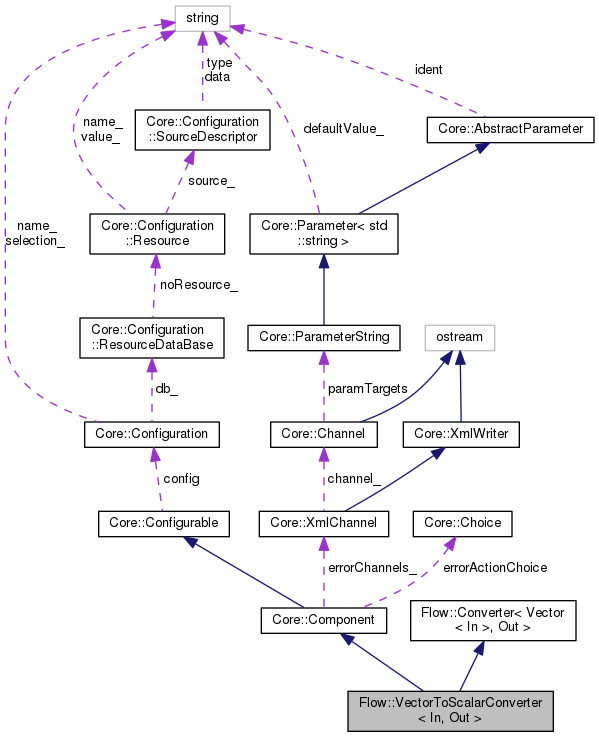 string
type
data
ident
name_
value_
Core::Configuration
::SourceDescriptor
defaultValue_
Core::AbstractParameter
source_
name_
selection_
Core::Configuration
::Resource
Core::Parameter< std
::string >
noResource_
Core::Configuration
::ResourceDataBase
Core::ParameterString
ostream
db_
paramTargets
Core::Configuration
Core::Channel
Core::XmlWriter
config
channel_
Core::Configurable
Core::XmlChannel
Core::Choice
errorChannels_
errorActionChoice
Core::Component
Flow::Converter< Vector
< In >, Out >
Flow::VectorToScalarConverter
< In, Out >